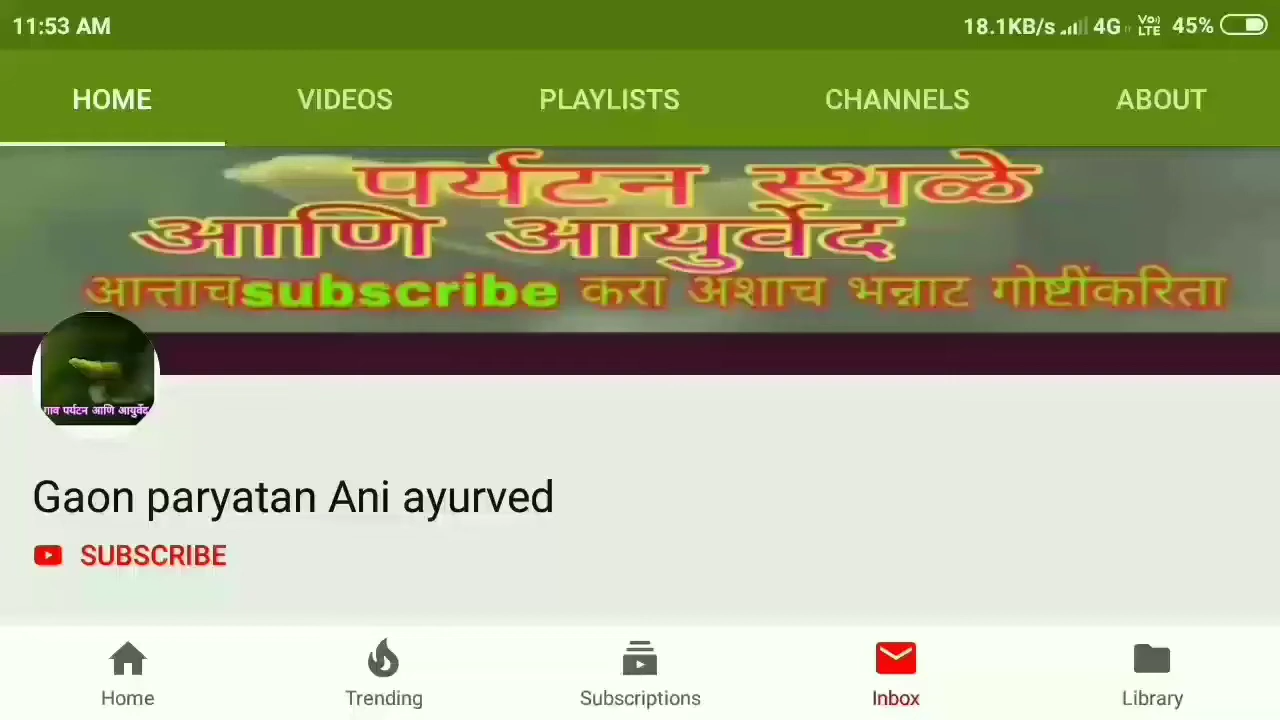 11:53 AM 18.1KB/s 4G VoLTE 45%
HOME VIDEOS PLAYLISTS CHANNELS ABOUT
पर्यटन स्थळे
आणि आयुर्वेद
आत्ताचsubscribe करा अशाच भन्नाट गोष्टींकरिता
गाव पर्यटन आणि आयुर्वेद
Gaon paryatan Ani ayurved
SUBSCRIBE
Home Trending Subscriptions Inbox Library